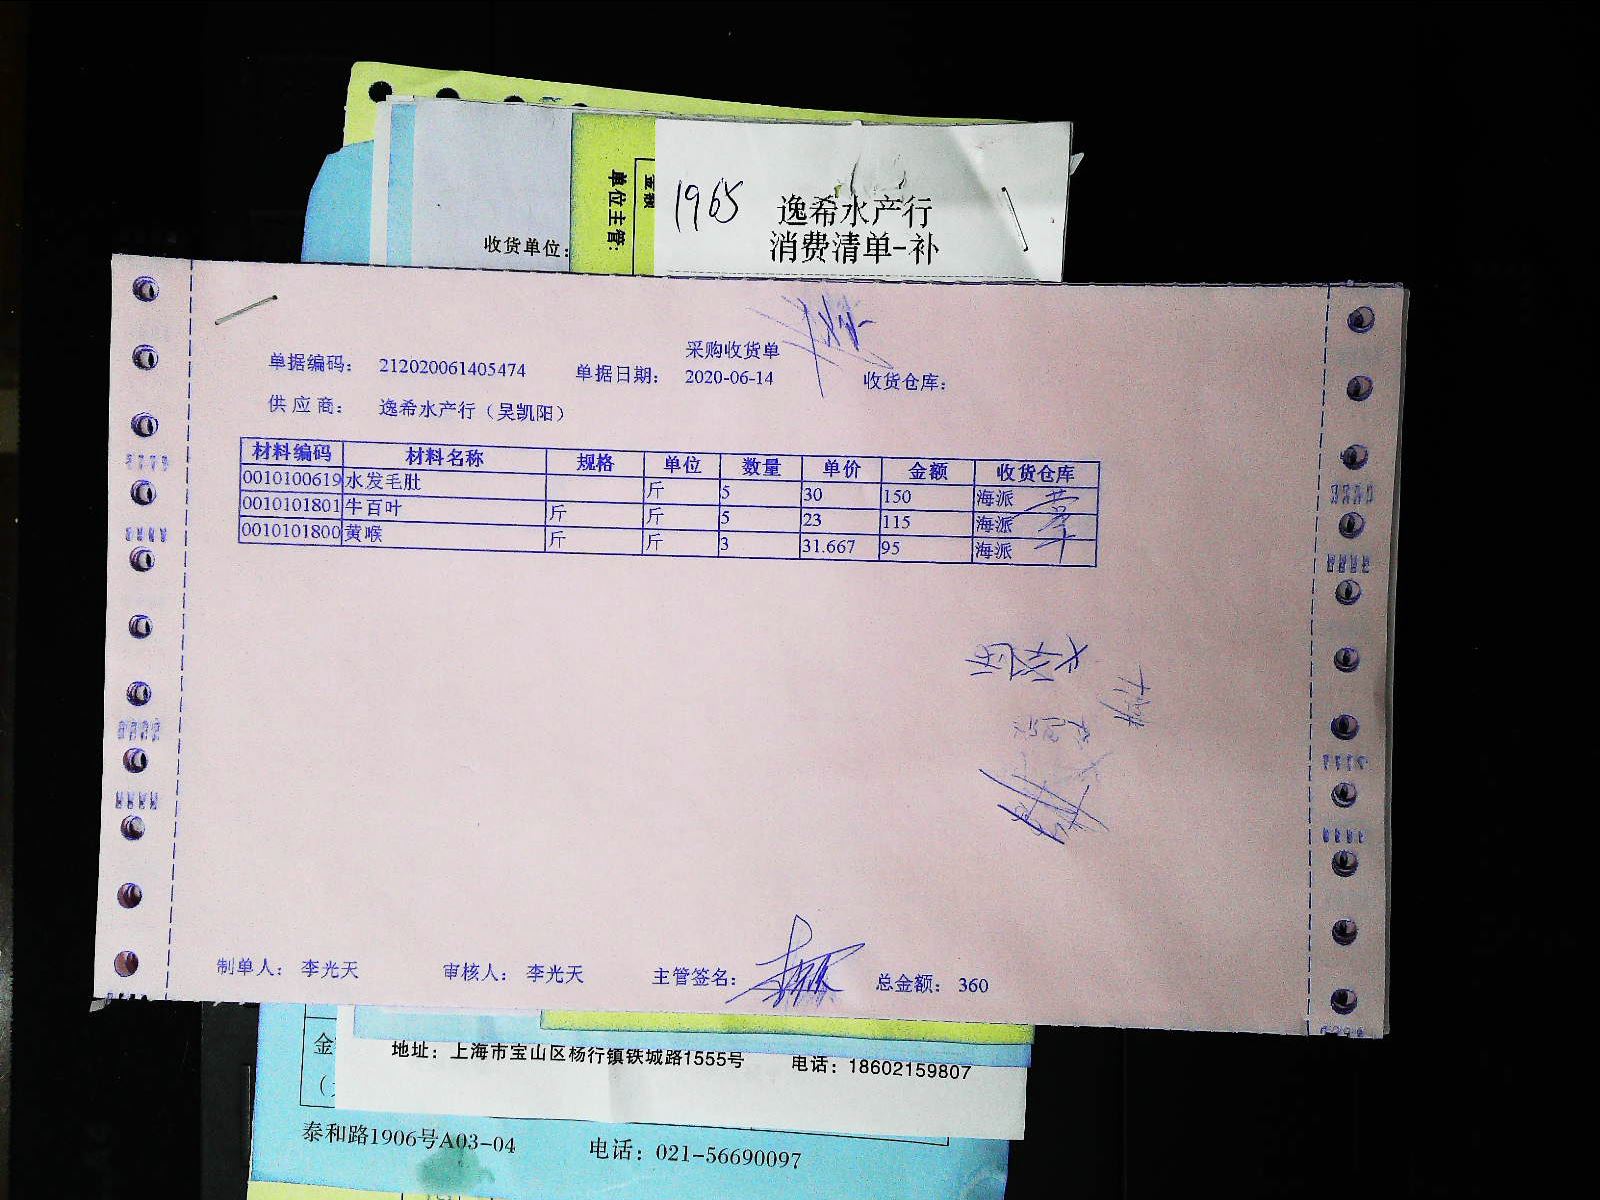 单位主管:
金额
1965
逸希水产行
消费清单-补
收货单位:
采购收货单
单据编码: 212020061405474 单据日期: 2020-06-14 收货仓库:
供应商: 逸希水产行（吴凯阳）
材料编码 材料名称 规格 单位 数量 单价 金额 收货仓库
0010100619 水发毛肚 斤 5 30 150 海派
0010101801 牛百叶 斤 斤 5 23 115 海派
0010101800 黄喉 斤 斤 3 31.667 95 海派
制单人: 李光天 审核人: 李光天 主管签名: 总金额: 360
金
地址: 上海市宝山区杨行镇铁城路1555号 电话: 18602159807
泰和路1906号A03-04 电话: 021-56690097